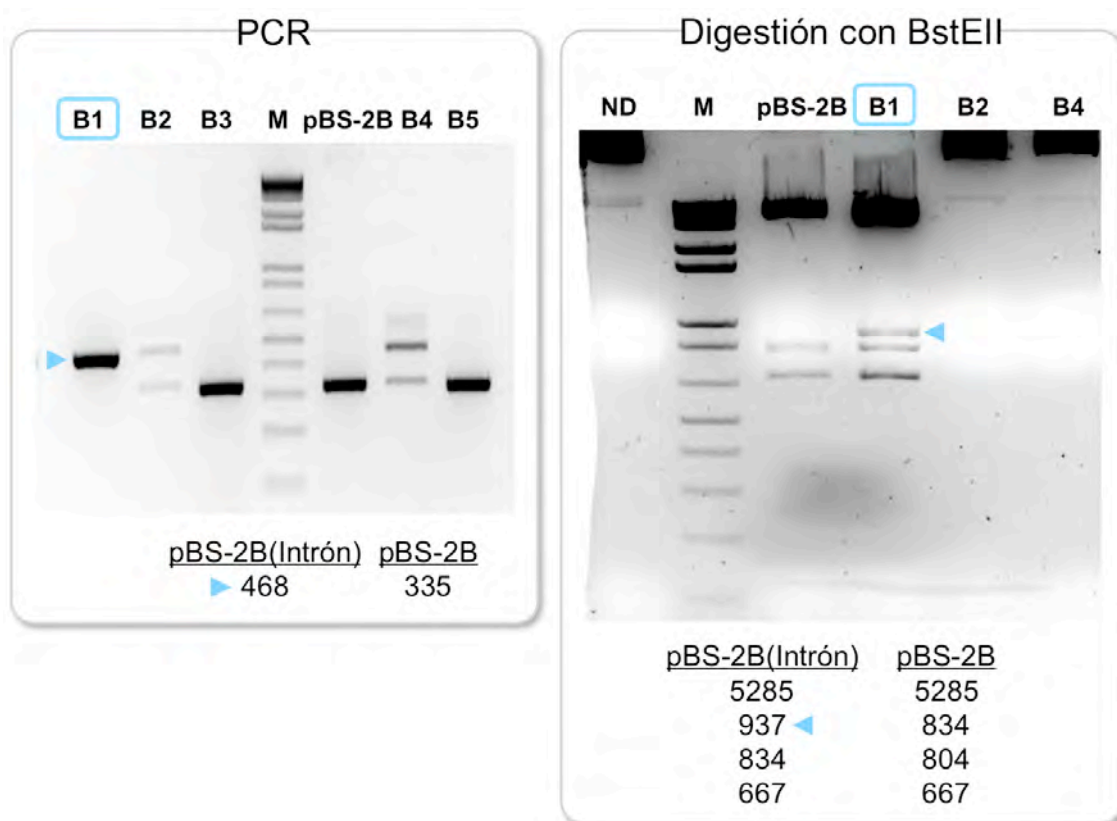 PCR
B1 B2 B3 M pBS-2B B4 B5
pBS-2B(Intrón) pBS-2B
468 335
Digestión con BstEII
ND M pBS-2B B1 B2 B4
pBS-2B(Intrón) pBS-2B
5285 5285
937 834
834 804
667 667